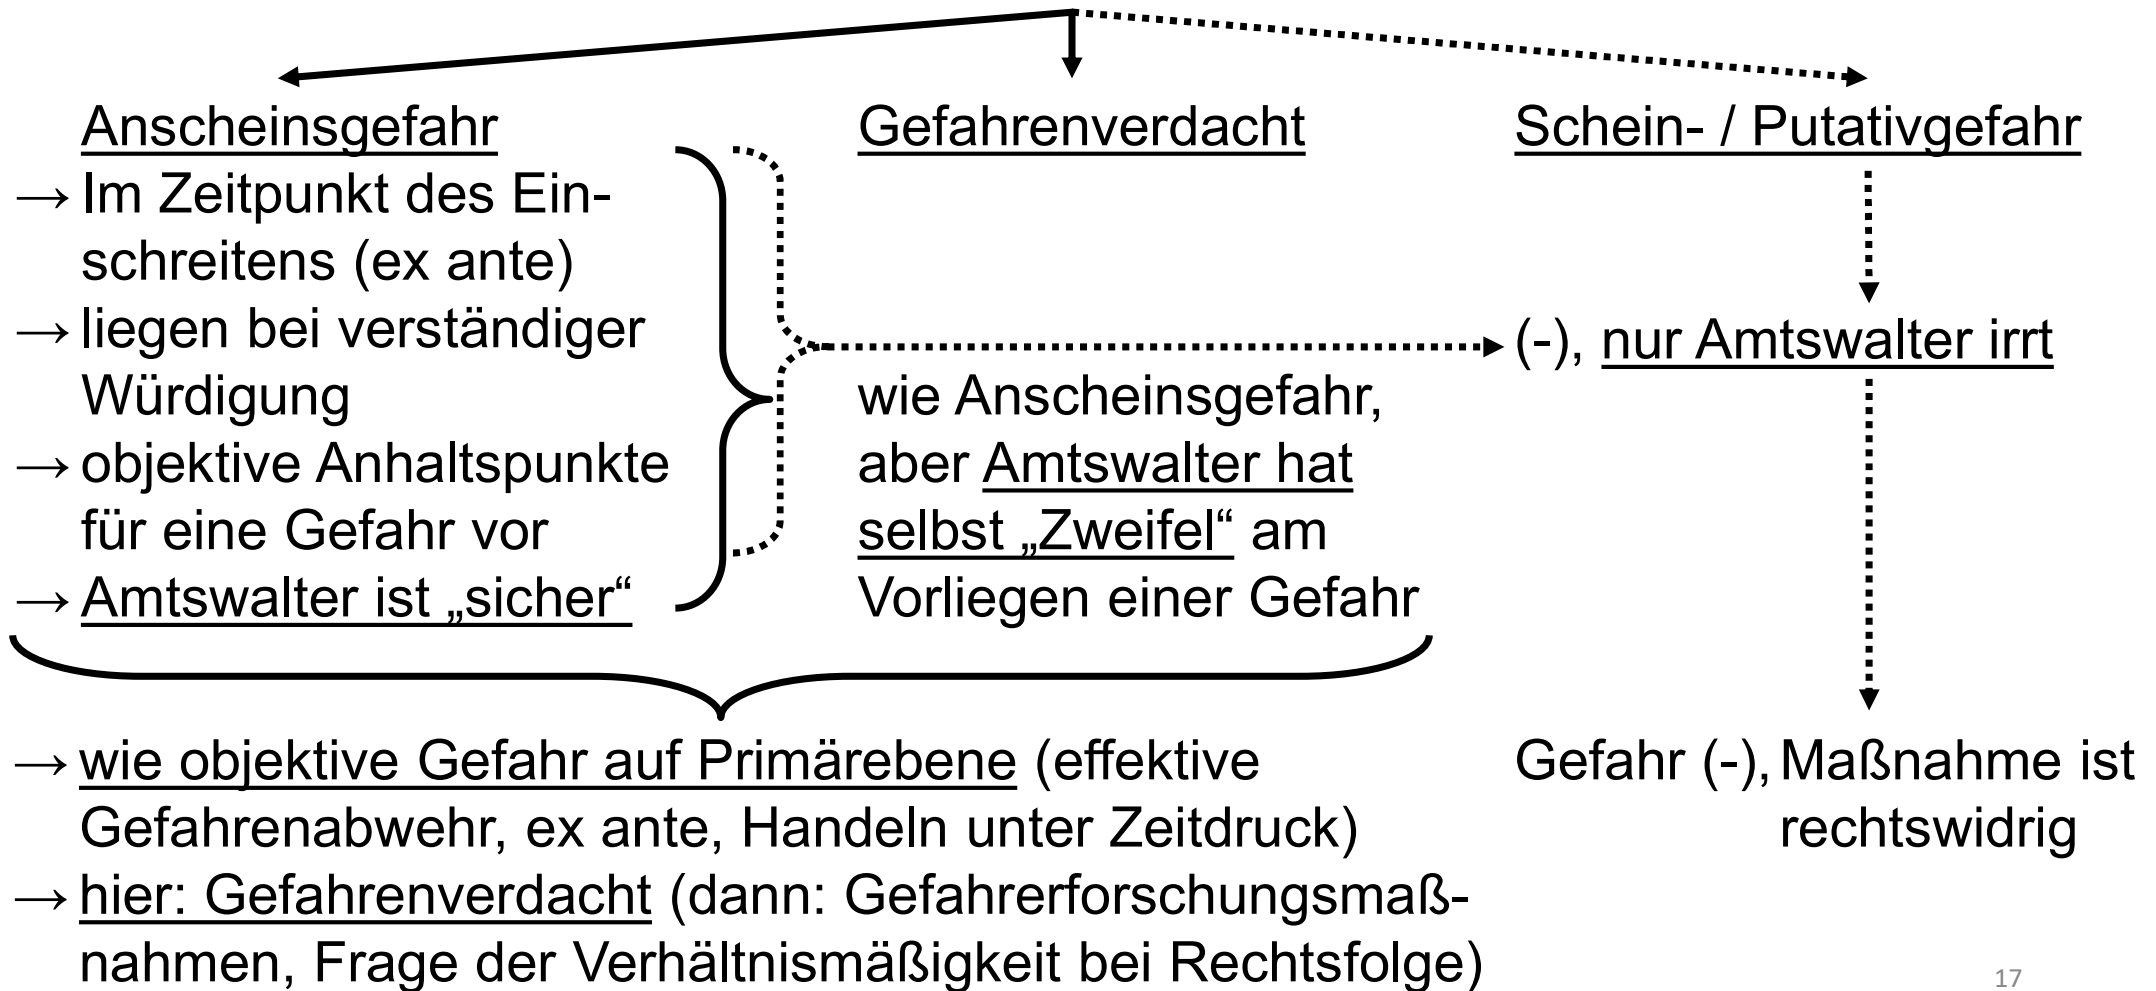 Anscheinsgefahr
→ Im Zeitpunkt des Ein-
schreitens (ex ante)
→ liegen bei verständiger
Würdigung
→ objektive Anhaltspunkte
für eine Gefahr vor
→ Amtswalter ist „sicher“
Gefahrenverdacht
wie Anscheinsgefahr,
aber Amtswalter hat
selbst „Zweifel“ am
Vorliegen einer Gefahr
Schein- / Putativgefahr
(-), nur Amtswalter irrt
→ wie objektive Gefahr auf Primärebene (effektive
Gefahrenabwehr, ex ante, Handeln unter Zeitdruck)
→ hier: Gefahrenverdacht (dann: Gefahrerforschungsmaß-
nahmen, Frage der Verhältnismäßigkeit bei Rechtsfolge)
Gefahr (-), Maßnahme ist
rechtswidrig
17